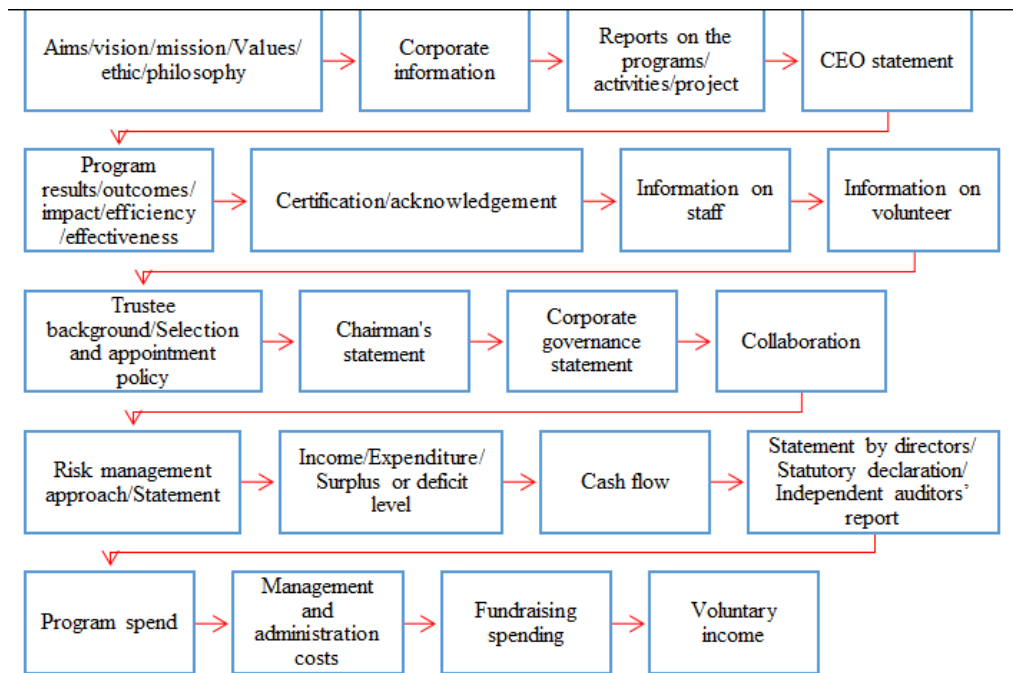 Aims/vision/mission/Values/
ethic/philosophy
Corporate
information
Reports on the
programs/
activities/project
CEO statement
Program
results/outcomes/
impact/efficiency
/effectiveness
Certification/acknowledgement
Information on
staff
Information on
volunteer
Trustee
background/Selection
and appointment
policy
Chairman's
statement
Corporate
governance
statement
Collaboration
Risk management
approach/Statement
Income/Expenditure/
Surplus or deficit
level
Cash flow
Statement by directors/
Statutory declaration/
Independent auditors’
report
Program spend
Management
and
administration
costs
Fundraising
spending
Voluntary
income